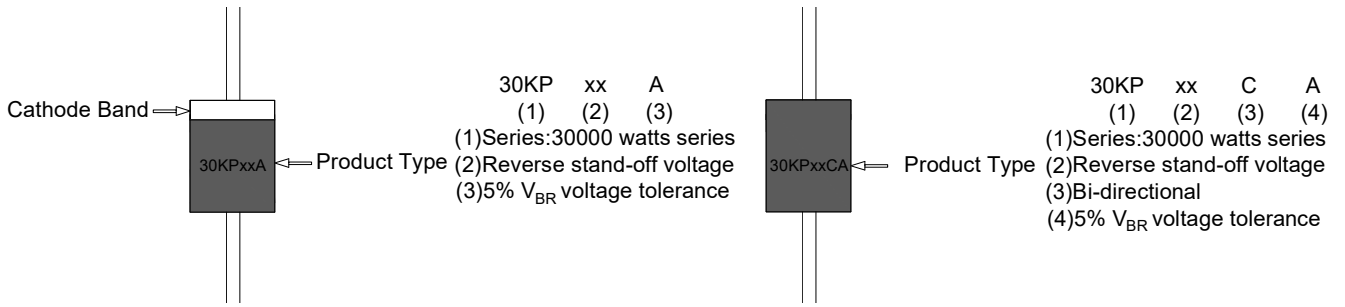 Cathode Band
30KPxxA
Product Type
30KP xx A
(1) (2) (3)
(1)Series:30000 watts series
(2)Reverse stand-off voltage
(3)5% VBR voltage tolerance
30KPxxCA
Product Type
30KP xx C A
(1) (2) (3) (4)
(1)Series:30000 watts series
(2)Reverse stand-off voltage
(3)Bi-directional
(4)5% VBR voltage tolerance